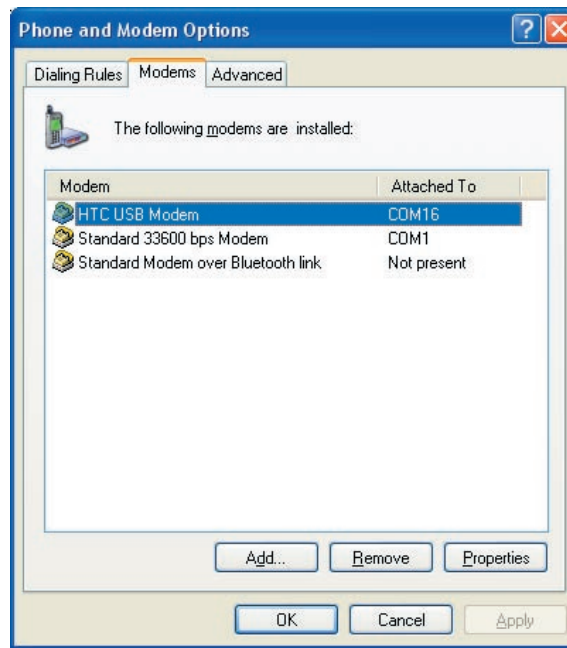 Phone and Modem Options
Dialing Rules Modems Advanced
The following modems are installed:
Modem Attached To
HTC USB Modem COM16
Standard 33600 bps Modem COM1
Standard Modem over Bluetooth link Not present
Add... Remove Properties
OK Cancel Apply